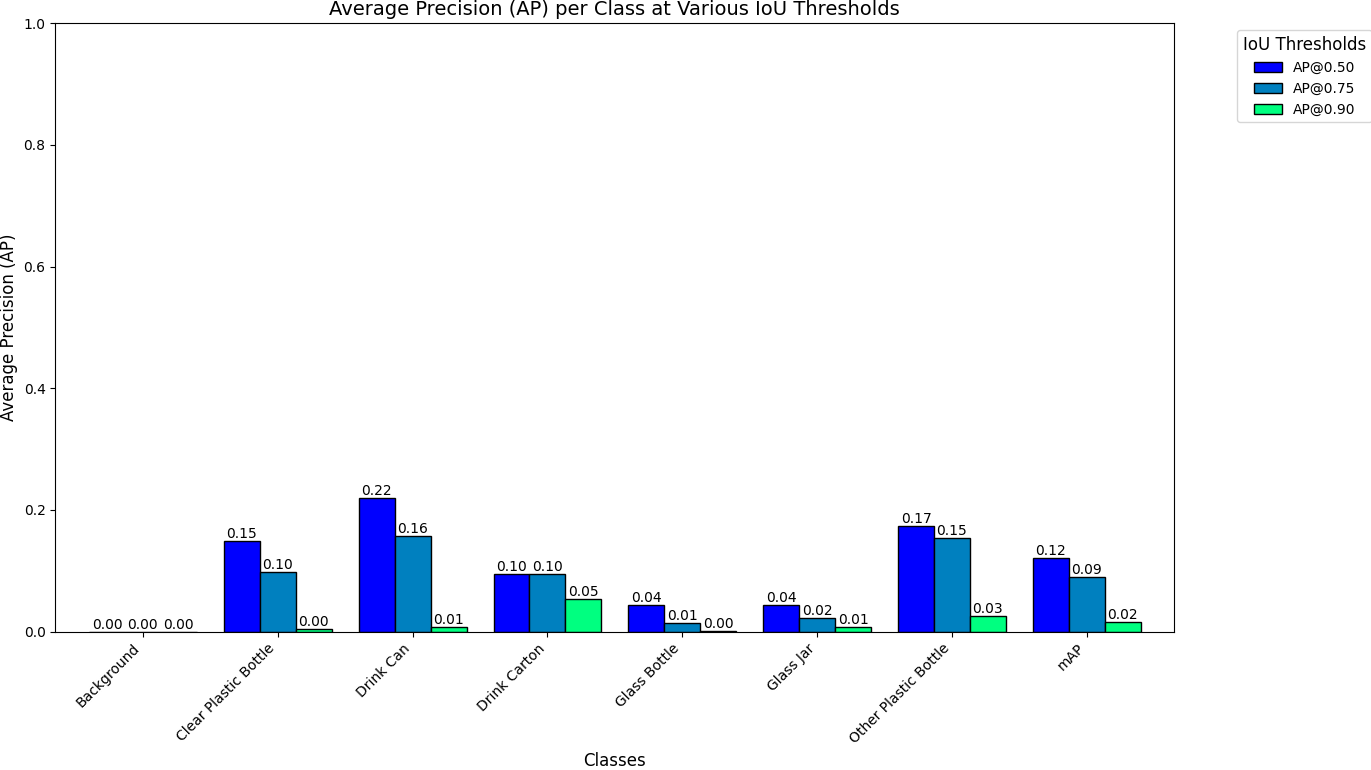 Average Precision (AP) per Class at Various IoU Thresholds
IoU Thresholds
AP@0.50
AP@0.75
AP@0.90
Average Precision (AP)
1.0
0.8
0.6
0.4
0.2
0.0
0.00 0.00 0.00
0.15 0.10 0.00
0.22 0.16 0.01
0.10 0.10 0.05
0.04 0.01 0.00
0.04 0.02 0.01
0.17 0.15 0.03
0.12 0.09 0.02
Background
Clear Plastic Bottle
Drink Can
Drink Carton
Glass Bottle
Glass Jar
Other Plastic Bottle
mAP
Classes